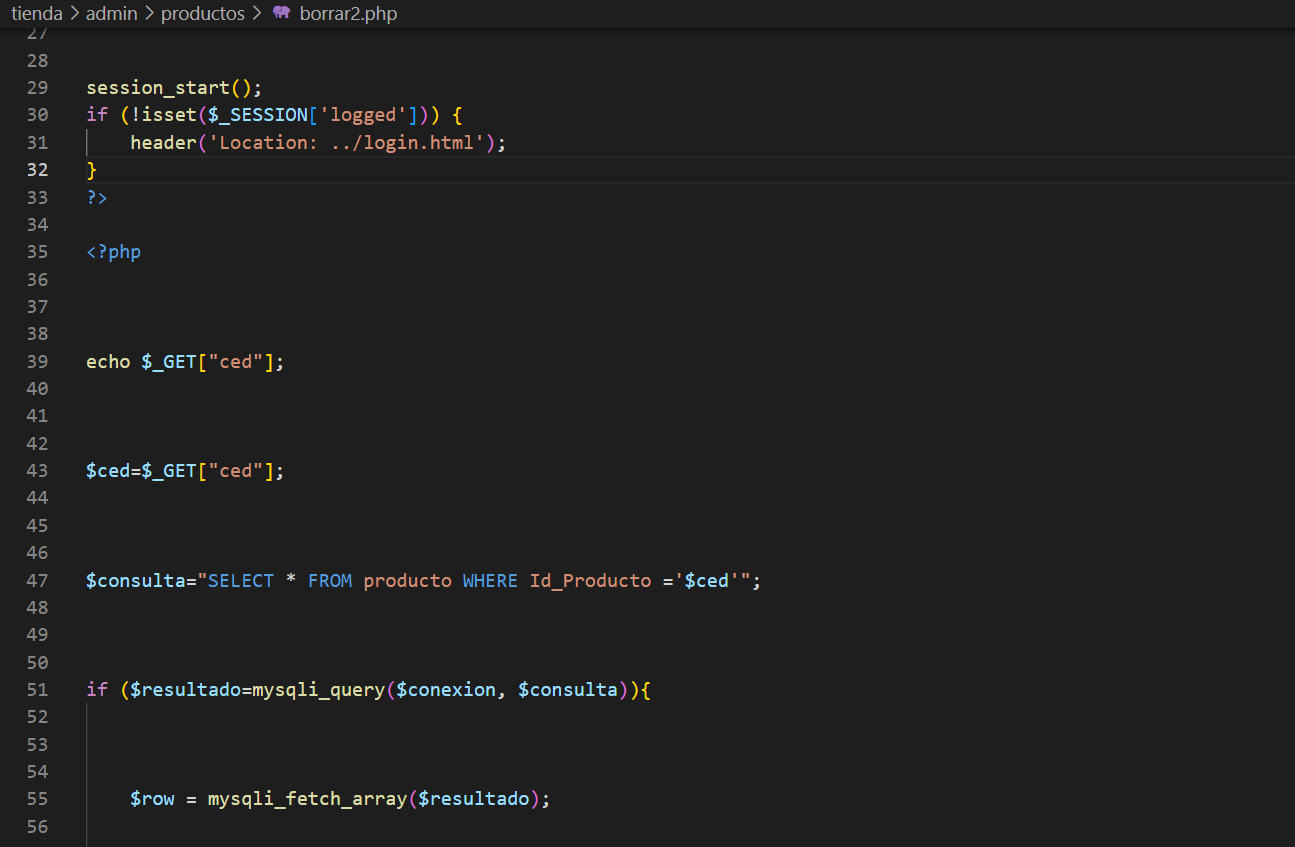 tienda > admin > productos > borrar2.php
27
28
29 session_start();
30 if (!isset($_SESSION['logged'])) {
31     header('Location: ../login.html');
32 }
33 ?>
34
35 <?php
36
37
38
39 echo $_GET["ced"];
40
41
42
43 $ced=$_GET["ced"];
44
45
46
47 $consulta="SELECT * FROM producto WHERE Id_Producto ='$ced'";
48
49
50
51 if ($resultado=mysqli_query($conexion, $consulta)){
52
53
54
55     $row = mysqli_fetch_array($resultado);
56